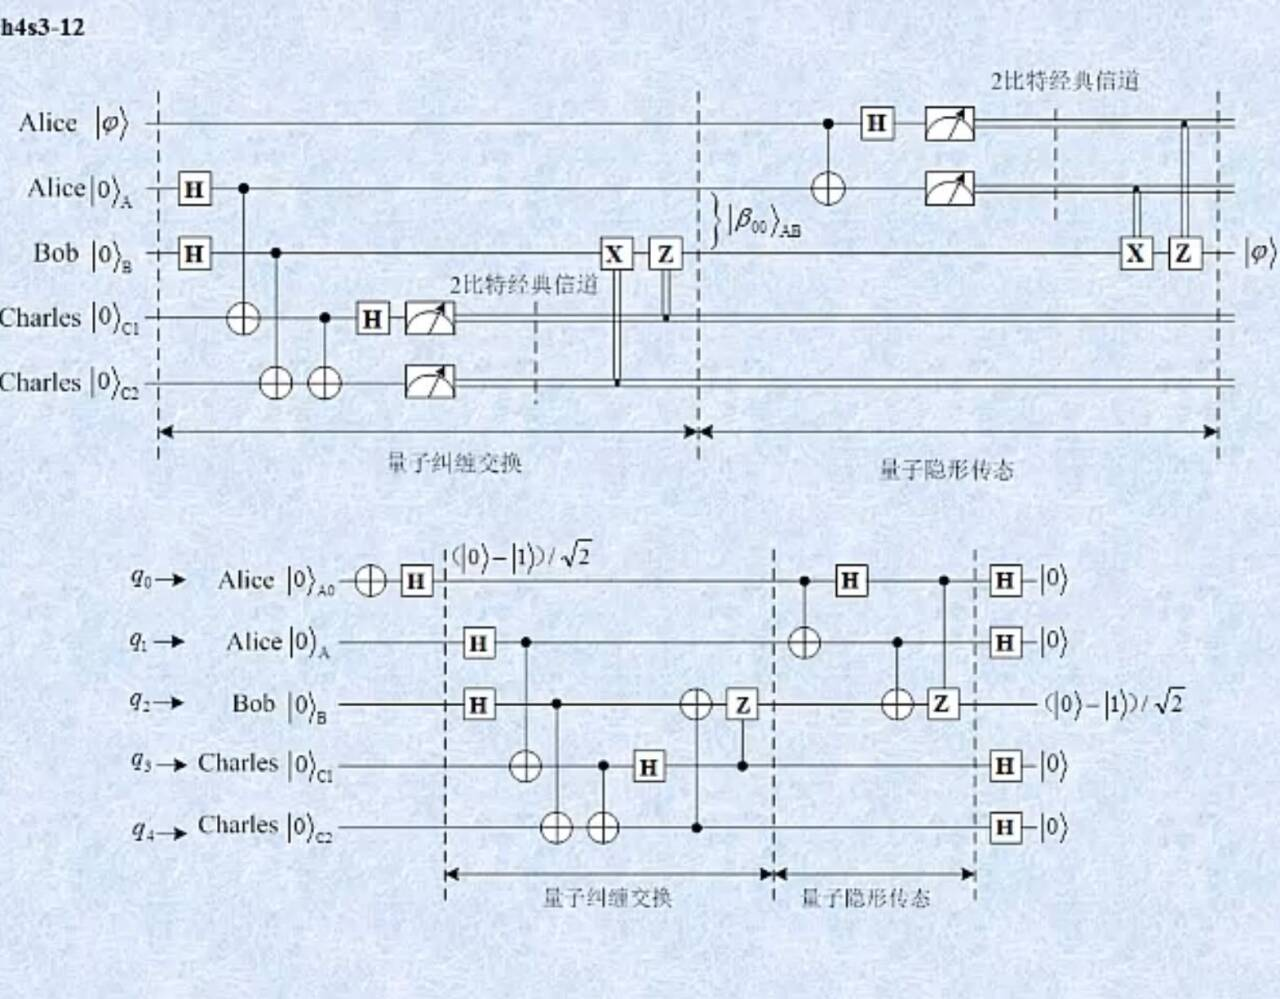 h4s3-12
2比特经典信道
Alice |φ⟩ H
Alice |0⟩A H
}|β00⟩AB
Bob |0⟩B H X Z X Z |φ⟩
2比特经典信道
Charles |0⟩C1 H
Charles |0⟩C2
量子纠缠交换 量子隐形传态
(|0⟩−|1⟩)/√2
q0 Alice |0⟩A0 H H H |0⟩
q1 Alice |0⟩A H H |0⟩
q2 Bob |0⟩B H Z Z (|0⟩−|1⟩)/√2
q3 Charles |0⟩C1 H H |0⟩
q4 Charles |0⟩C2 H |0⟩
量子纠缠交换 量子隐形传态